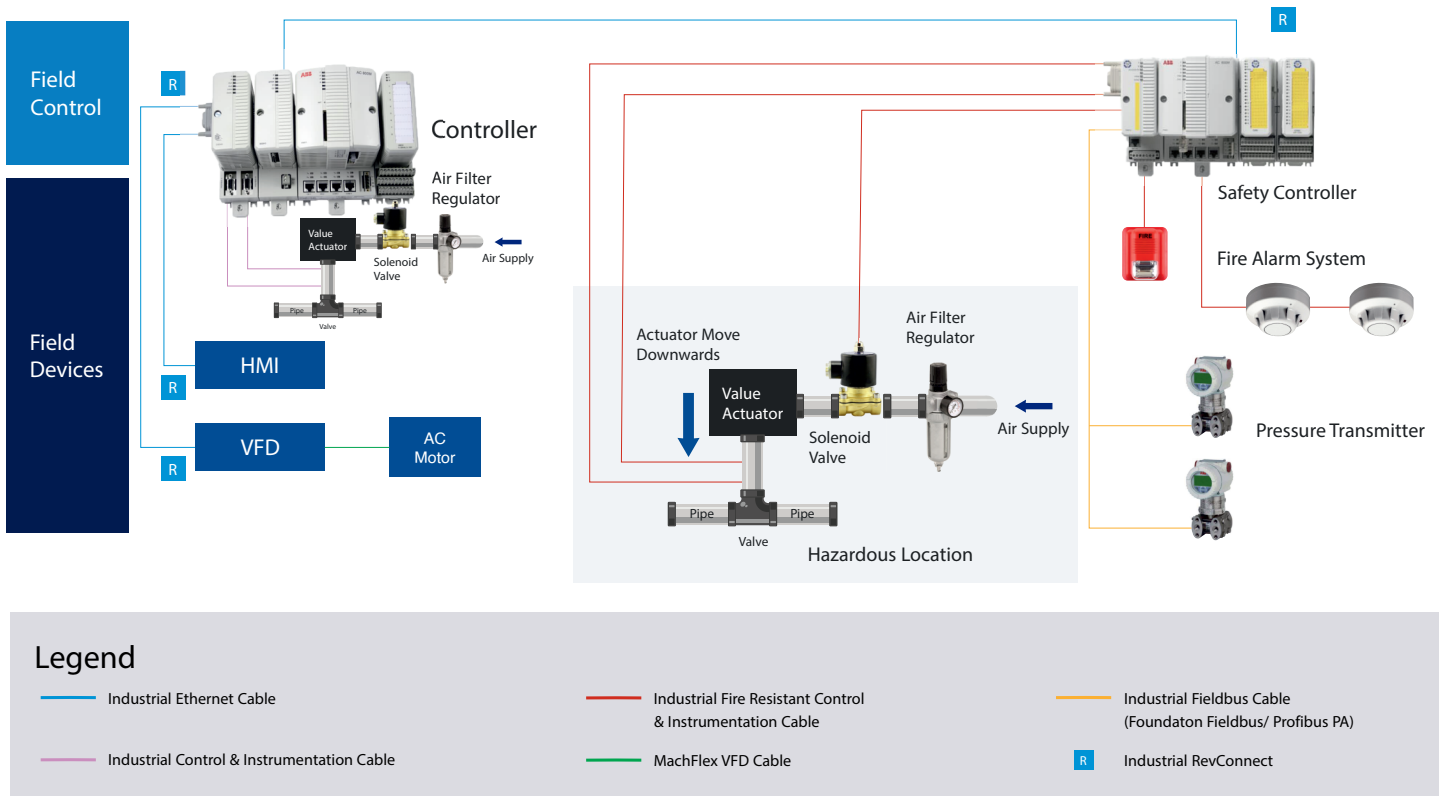 Field
Control
R
R
ABB
ABB
Controller
Air Filter
Regulator
Value
Actuator
Solenoid
Valve
Air Supply
Pipe
Pipe
Valve
Safety Controller
FIRE
Fire Alarm System
Field
Devices
HMI
R
VFD
R
AC
Motor
Actuator Move
Downwards
Air Filter
Regulator
Value
Actuator
Solenoid
Valve
Air Supply
Pipe
Pipe
Valve
Hazardous Location
Pressure Transmitter
Legend
Industrial Ethernet Cable
Industrial Fire Resistant Control
& Instrumentation Cable
Industrial Fieldbus Cable
(Foundaton Fieldbus/ Profibus PA)
Industrial Control & Instrumentation Cable
MachFlex VFD Cable
R
Industrial RevConnect